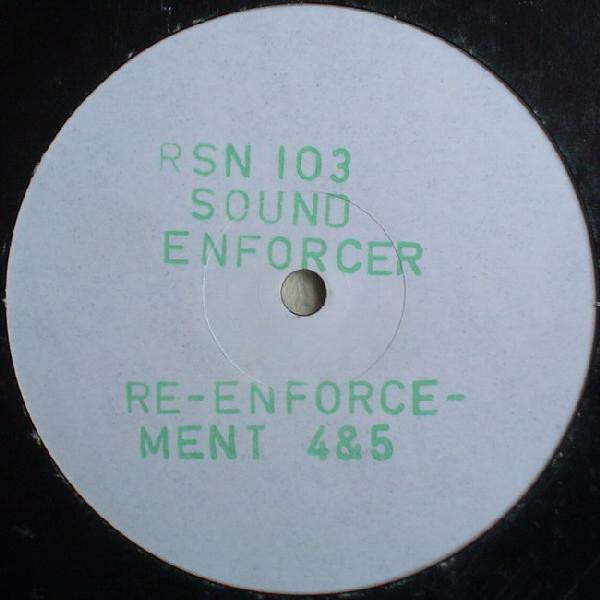 RSN 103
SOUND
ENFORCER
RE-ENFORCE-
MENT 4&5